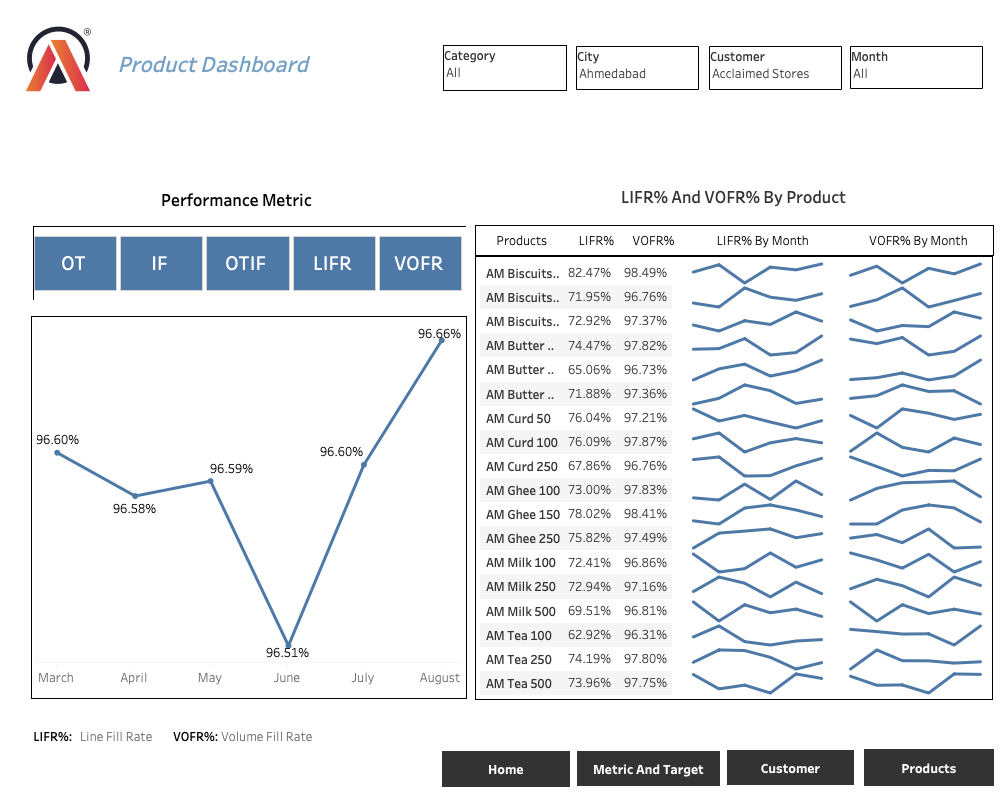 ®
Product Dashboard
Category
All
City
Ahmedabad
Customer
Acclaimed Stores
Month
All
Performance Metric
OT IF OTIF LIFR VOFR
96.66%
96.60%
96.60%
96.59%
96.58%
96.51%
March April May June July August
LIFR% And VOFR% By Product
Products LIFR% VOFR% LIFR% By Month VOFR% By Month
AM Biscuits.. 82.47% 98.49%
AM Biscuits.. 71.95% 96.76%
AM Biscuits.. 72.92% 97.37%
AM Butter .. 74.47% 97.82%
AM Butter .. 65.06% 96.73%
AM Butter .. 71.88% 97.36%
AM Curd 50 76.04% 97.21%
AM Curd 100 76.09% 97.87%
AM Curd 250 67.86% 96.76%
AM Ghee 100 73.00% 97.83%
AM Ghee 150 78.02% 98.41%
AM Ghee 250 75.82% 97.49%
AM Milk 100 72.41% 96.86%
AM Milk 250 72.94% 97.16%
AM Milk 500 69.51% 96.81%
AM Tea 100 62.92% 96.31%
AM Tea 250 74.19% 97.80%
AM Tea 500 73.96% 97.75%
LIFR%: Line Fill Rate VOFR%: Volume Fill Rate
Home Metric And Target Customer Products